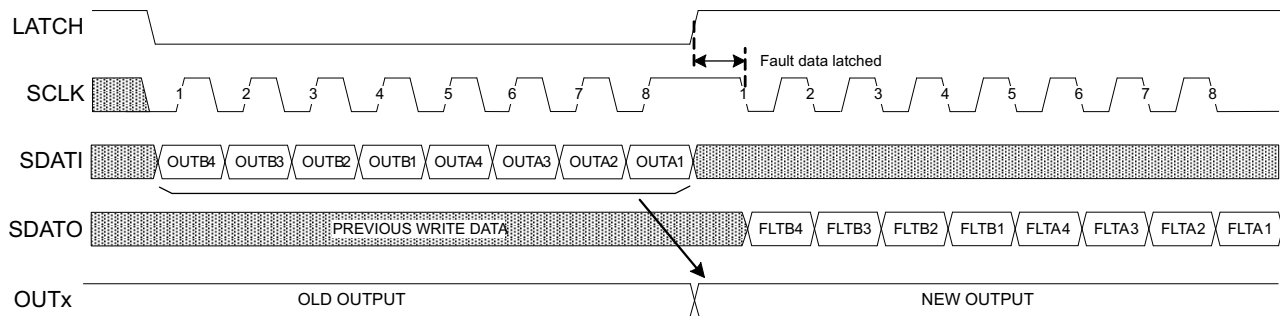 LATCH
Fault data latched
SCLK 1 2 3 4 5 6 7 8 1 2 3 4 5 6 7 8
SDATI OUTB4 OUTB3 OUTB2 OUTB1 OUTA4 OUTA3 OUTA2 OUTA1
SDATO PREVIOUS WRITE DATA FLTB4 FLTB3 FLTB2 FLTB1 FLTA4 FLTA3 FLTA2 FLTA1
OUTx OLD OUTPUT NEW OUTPUT